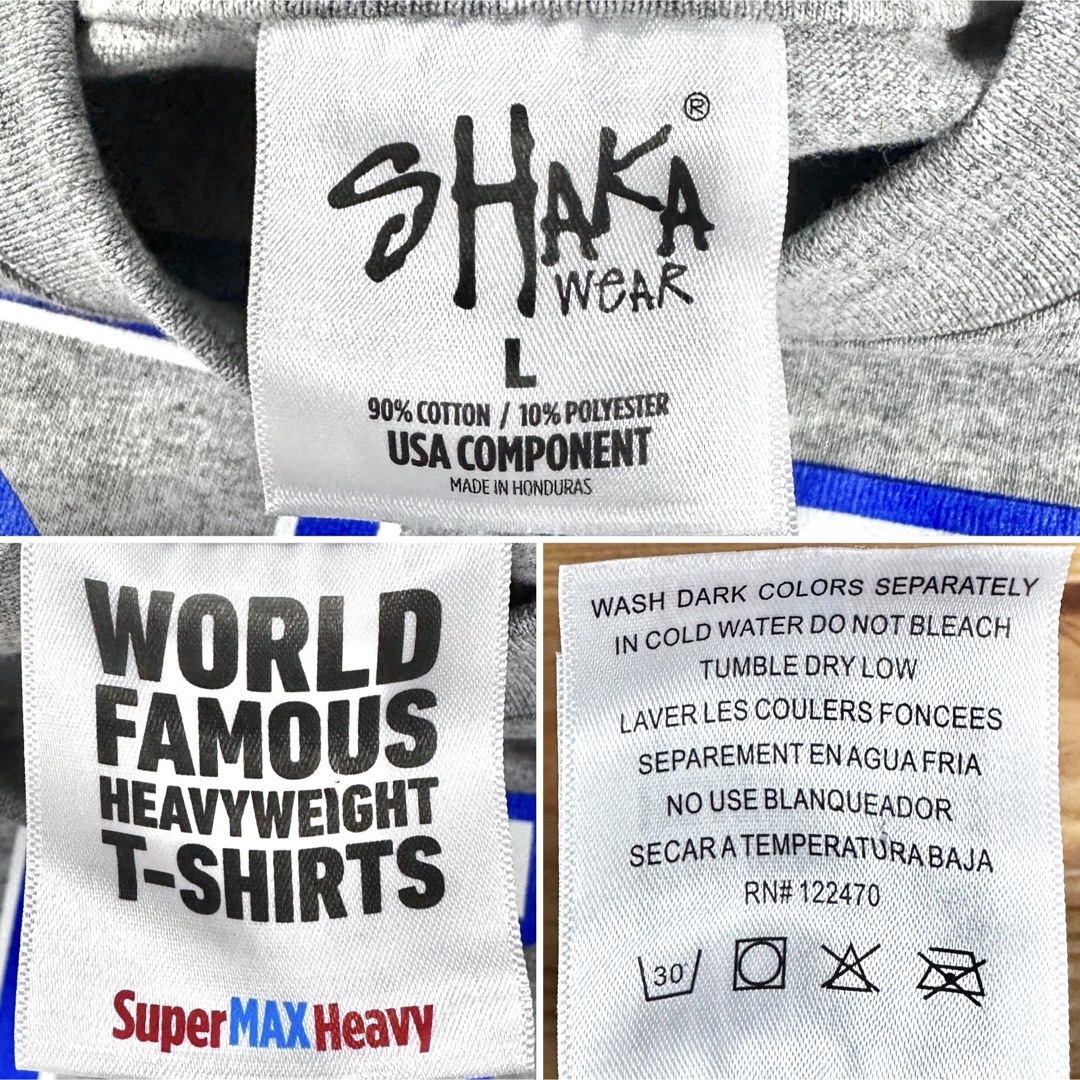 SHAKA ®
WEAR
L
90% COTTON / 10% POLYESTER
USA COMPONENT
MADE IN HONDURAS
WORLD
FAMOUS
HEAVYWEIGHT
T-SHIRTS
SuperMAXHeavy
WASH DARK COLORS SEPARATELY
IN COLD WATER DO NOT BLEACH
TUMBLE DRY LOW
LAVER LES COULERS FONCEES
SEPAREMENT EN AGUA FRIA
NO USE BLANQUEADOR
SECAR A TEMPERATURA BAJA
RN# 122470
30°